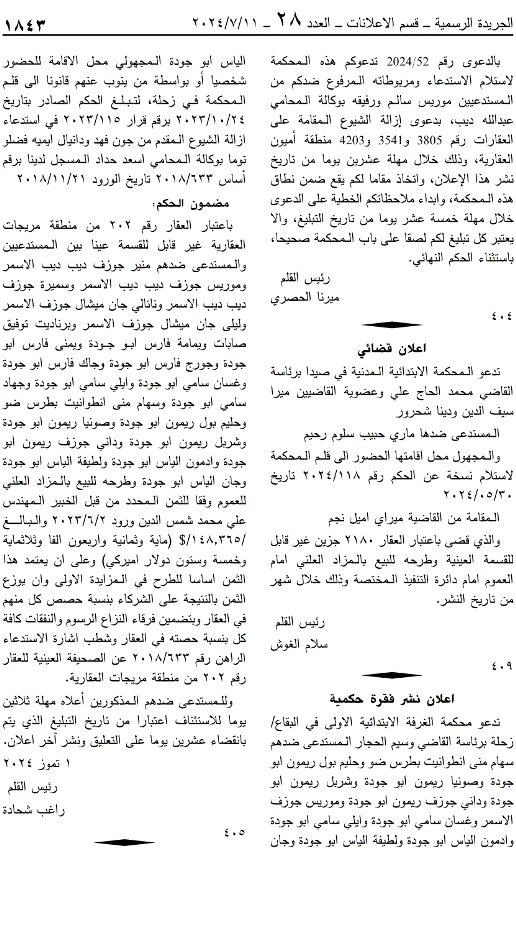 الجريدة الرسمية ــ قسم الاعلانات ــ العدد ٢٨ ــ ٢٠٢٤/٧/١١
١٨٤٣
بالدعوى رقم 2024/52 تدعوكم هذه المحكمة
لاستلام الاستدعاء ومربوطاته المرفوع ضدكم من
المستدعيين موريس سالم ورفيقه بوكالة المحامي
عبدالله ديب، بدعوى إزالة الشيوع المقامة على
العقارات رقم 3805 و3541 و4203 منطقة أميون
العقارية، وذلك خلال مهلة عشرين يوما من تاريخ
نشر هذا الإعلان، واتخاذ مقاما لكم يقع ضمن نطاق
هذه المحكمة، وابداء ملاحظاتكم الخطية على الدعوى
خلال مهلة خمسة عشر يوما من تاريخ التبليغ، والا
يعتبر كل تبليغ لكم لصقا على باب المحكمة صحيحا،
باستثناء الحكم النهائي.
رئيس القلم
ميرنا الحصري
٤٠٤
اعلان قضائي
تدعو المحكمة الابتدائية المدنية في صيدا برئاسة
القاضي محمد الحاج علي وعضوية القاضيين ميرا
سيف الدين ودينا شحرور
المستدعى ضدها ماري حبيب سلوم رحيم
والمجهول محل اقامتها الحضور الى قلم المحكمة
لاستلام نسخة عن الحكم رقم ٢٠٢٤/١١٨ تاريخ
٢٠٢٤/٠٥/٣٠
المقامة من القاضية ميراي اميل نجم
والذي قضى باعتبار العقار ٢١٨٠ جزين غير قابل
للقسمة العينية وطرحه للبيع بالمزاد العلني امام
العموم امام دائرة التنفيذ المختصة وذلك خلال شهر
من تاريخ النشر.
رئيس القلم
سلام الغوش
٤٠٩
اعلان نشر فقرة حكمية
تدعو محكمة الغرفة الابتدائية الاولى في البقاع/
زحلة برئاسة القاضي وسيم الحجار المستدعى ضدهم
سهام منى انطوانيت بطرس ضو وحليم بول ريمون ابو
جودة وصونيا ريمون ابو جودة وشربل ريمون ابو
جودة وداني جوزف ريمون ابو جودة وموريس جوزف
الاسمر وغسان سامي ابو جودة وايلي سامي ابو جودة
وادمون الياس ابو جودة ولطيفة الياس ابو جودة وجان
الياس ابو جودة المجهولي محل الاقامة للحضور
شخصيا أو بواسطة من ينوب عنهم قانونا الى قلم
المحكمة في زحلة، لتبلغ الحكم الصادر بتاريخ
٢٠٢٣/١٠/٢٤ برقم قرار ٢٠٢٣/١١٥ في استدعاء
ازالة الشيوع المقدم من جون فهد ودانيال ايميه فضلو
توما بوكالة المحامي اسعد حداد المسجل لدينا برقم
أساس ٢٠١٨/٦٣٣ تاريخ الورود ٢٠١٨/١١/٢١
مضمون الحكم:
باعتبار العقار رقم ٢٠٢ من منطقة مريجات
العقارية غير قابل للقسمة عينا بين المستدعيين
والمستدعى ضدهم منير جوزف ديب ديب الاسمر
وموريس جوزف ديب ديب الاسمر وسميرة جوزف
ديب ديب الاسمر وناتالي جان ميشال جوزف الاسمر
وليلى جان ميشال جوزف الاسمر وبرناديت توفيق
صابات ويمامة فارس ابو جودة ويمنى فارس ابو
جودة وجورج فارس ابو جودة وجاك فارس ابو جودة
وغسان سامي ابو جودة وايلي سامي ابو جودة وجهاد
سامي ابو جودة وسهام منى انطوانيت بطرس ضو
وحليم بول ريمون ابو جودة وصونيا ريمون ابو جودة
وشربل ريمون ابو جودة وداني جوزف ريمون ابو
جودة وادمون الياس ابو جودة ولطيفة الياس ابو جودة
وجان الياس ابو جودة وطرحه للبيع بالمزاد العلني
للعموم وفقا للثمن المحدد من قبل الخبير المهندس
علي محمد شمس الدين ورود ٢٠٢٣/٦/٢ والبالغ
/١٤٨,٣٦٥/$ (ماية وثمانية واربعون الفا وثلاثماية
وخمسة وستون دولار اميركي) وعلى ان يعتمد هذا
الثمن اساسا للطرح في المزايدة الاولى وان يوزع
الثمن بالنتيجة على الشركاء بنسبة حصص كل منهم
في العقار وبتضمين فرقاء النزاع الرسوم والنفقات كافة
كل بنسبة حصته في العقار وشطب اشارة الاستدعاء
الراهن رقم ٢٠١٨/٦٣٣ عن الصحيفة العينية للعقار
رقم ٢٠٢ من منطقة مريجات العقارية.
وللمستدعى ضدهم المذكورين أعلاه مهلة ثلاثين
يوما للاستئناف اعتبارا من تاريخ التبليغ الذي يتم
بانقضاء عشرين يوما على التعليق ونشر آخر اعلان.
١ تموز ٢٠٢٤
رئيس القلم
راغب شحادة
٤٠٥